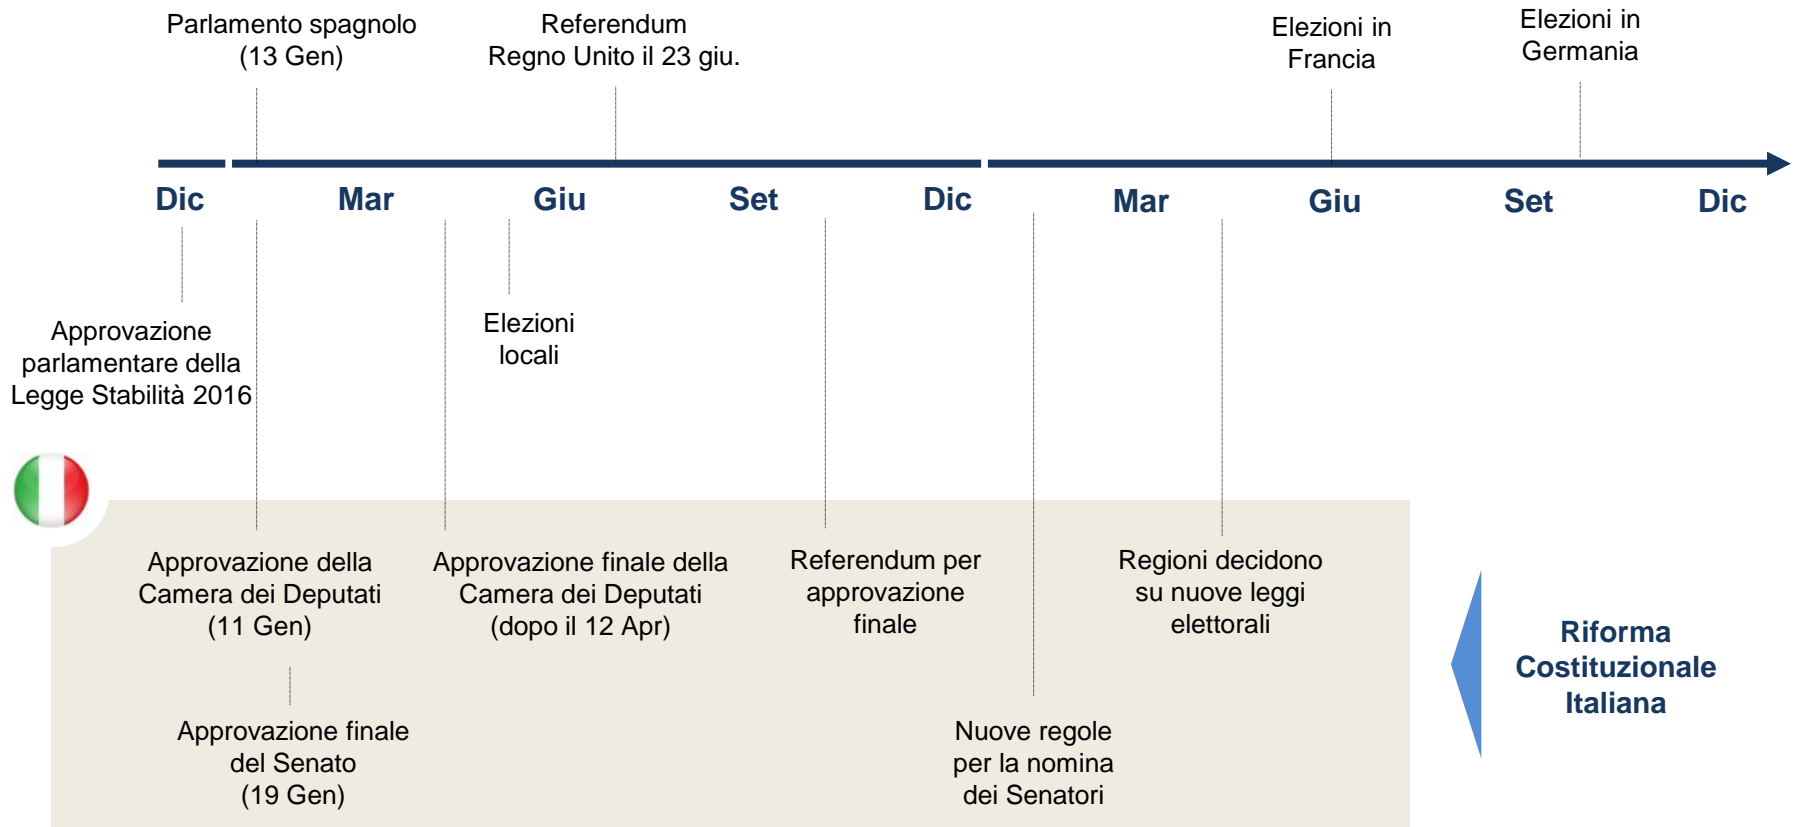 Parlamento spagnolo
(13 Gen)
Referendum
Regno Unito il 23 giu.
Elezioni in
Francia
Elezioni in
Germania
Dic
Mar
Giu
Set
Dic
Mar
Giu
Set
Dic
Approvazione
parlamentare della
Legge Stabilità 2016
Elezioni
locali
Approvazione della
Camera dei Deputati
(11 Gen)
Approvazione finale della
Camera dei Deputati
(dopo il 12 Apr)
Referendum per
approvazione
finale
Regioni decidono
su nuove leggi
elettorali
Approvazione finale
del Senato
(19 Gen)
Nuove regole
per la nomina
dei Senatori
Riforma
Costituzionale
Italiana